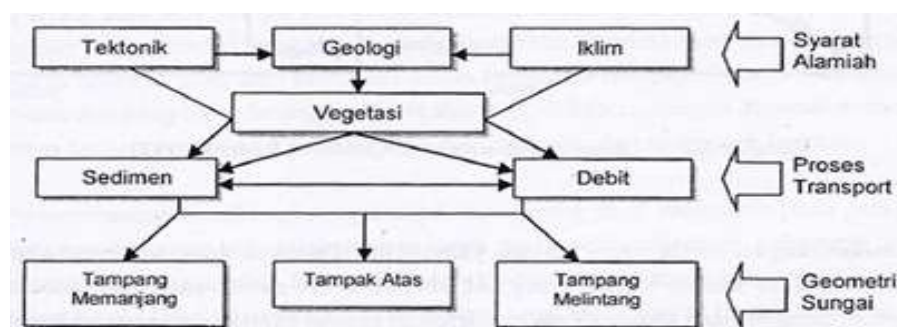 Tektonik
Geologi
Iklim
Syarat
Alamiah
Vegetasi
Sedimen
Debit
Proses
Transport
Tampang
Memanjang
Tampak Atas
Tampang
Melintang
Geometri
Sungai